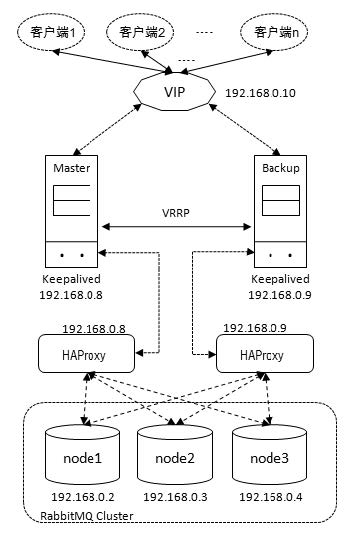 客户端1 客户端2 ---- 客户端n
----
VIP
192.168.0.10
Master
Backup
VRRP
Keepalived
192.168.0.8
Keepalived
192.168.0.9
192.168.0.8
192.168.0.9
HAProxy
HAProxy
node1
node2
node3
192.168.0.2
192.168.0.3
192.168.0.4
RabbitMQ Cluster